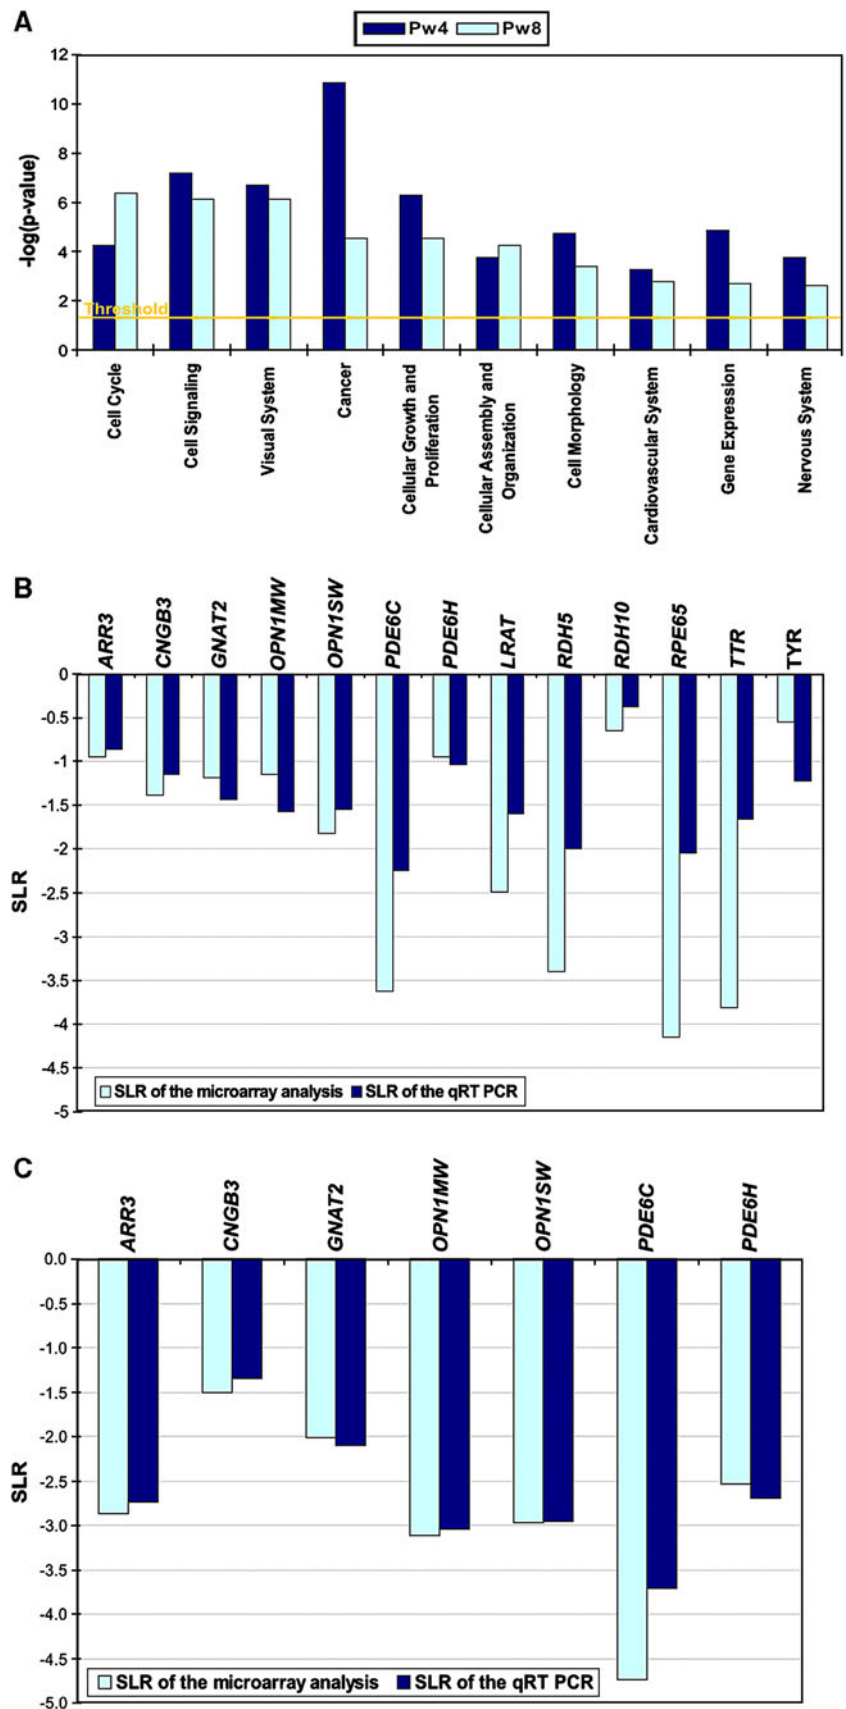 A
Pw4 Pw8
12
10
8
6
4
2
0
-log(p-value)
Threshold
Cell Cycle
Cell Signaling
Visual System
Cancer
Cellular Growth and
Proliferation
Cellular Assembly and
Organization
Cell Morphology
Cardiovascular System
Gene Expression
Nervous System
B
ARR3
CNGB3
GNAT2
OPN1MW
OPN1SW
PDE6C
PDE6H
LRAT
RDH5
RDH10
RPE65
TTR
TYR
0
-0.5
-1
-1.5
-2
-2.5
-3
-3.5
-4
-4.5
-5
SLR
SLR of the microarray analysis SLR of the qRT PCR
C
ARR3
CNGB3
GNAT2
OPN1MW
OPN1SW
PDE6C
PDE6H
0.0
-0.5
-1.0
-1.5
-2.0
-2.5
-3.0
-3.5
-4.0
-4.5
-5.0
SLR
SLR of the microarray analysis SLR of the qRT PCR